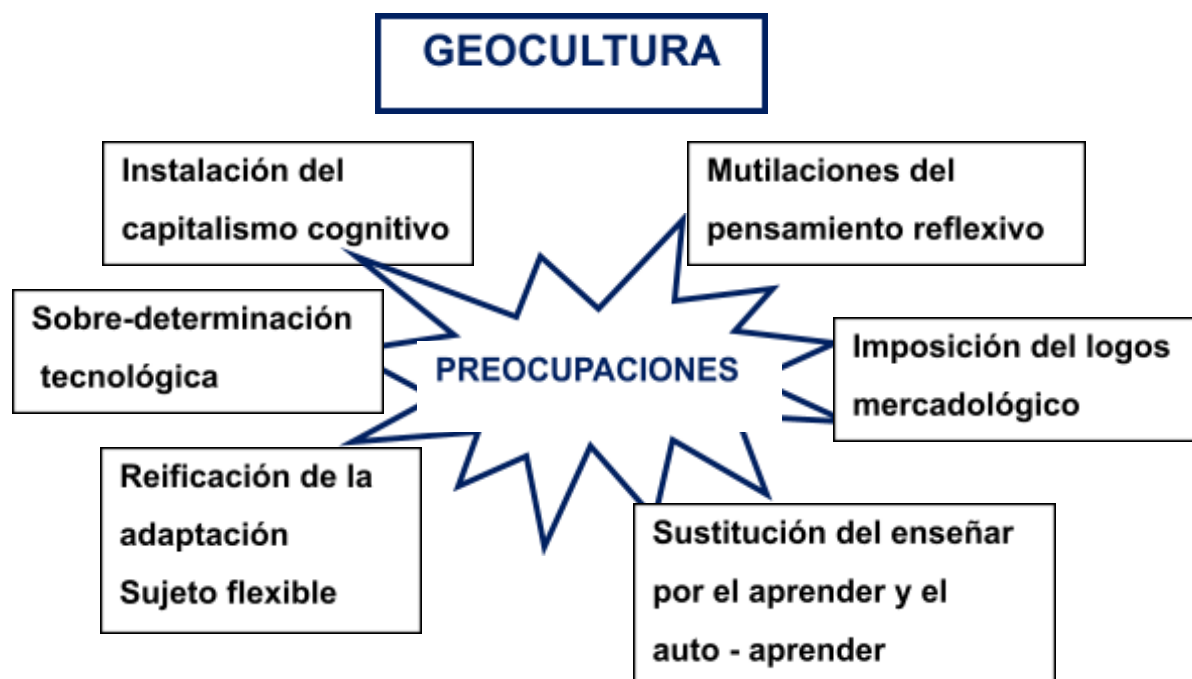 GEOCULTURA
Instalación del
capitalismo cognitivo
Mutilaciones del
pensamiento reflexivo
Sobre-determinación
tecnológica
PREOCUPACIONES
Imposición del logos
mercadológico
Reificación de la
adaptación
Sujeto flexible
Sustitución del enseñar
por el aprender y el
auto - aprender